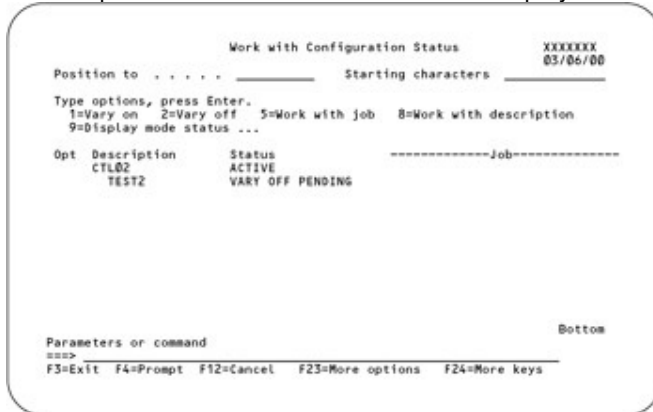 Work with Configuration Status XXXXXXX
03/06/00
Position to . . . . . ________ Starting characters __________
Type options, press Enter.
1=Vary on 2=Vary off 5=Work with job 8=Work with description
9=Display mode status ...
Opt Description Status -------------Job--------------
CTL02 ACTIVE
TEST2 VARY OFF PENDING
Bottom
Parameters or command
===>
F3=Exit F4=Prompt F12=Cancel F23=More options F24=More keys